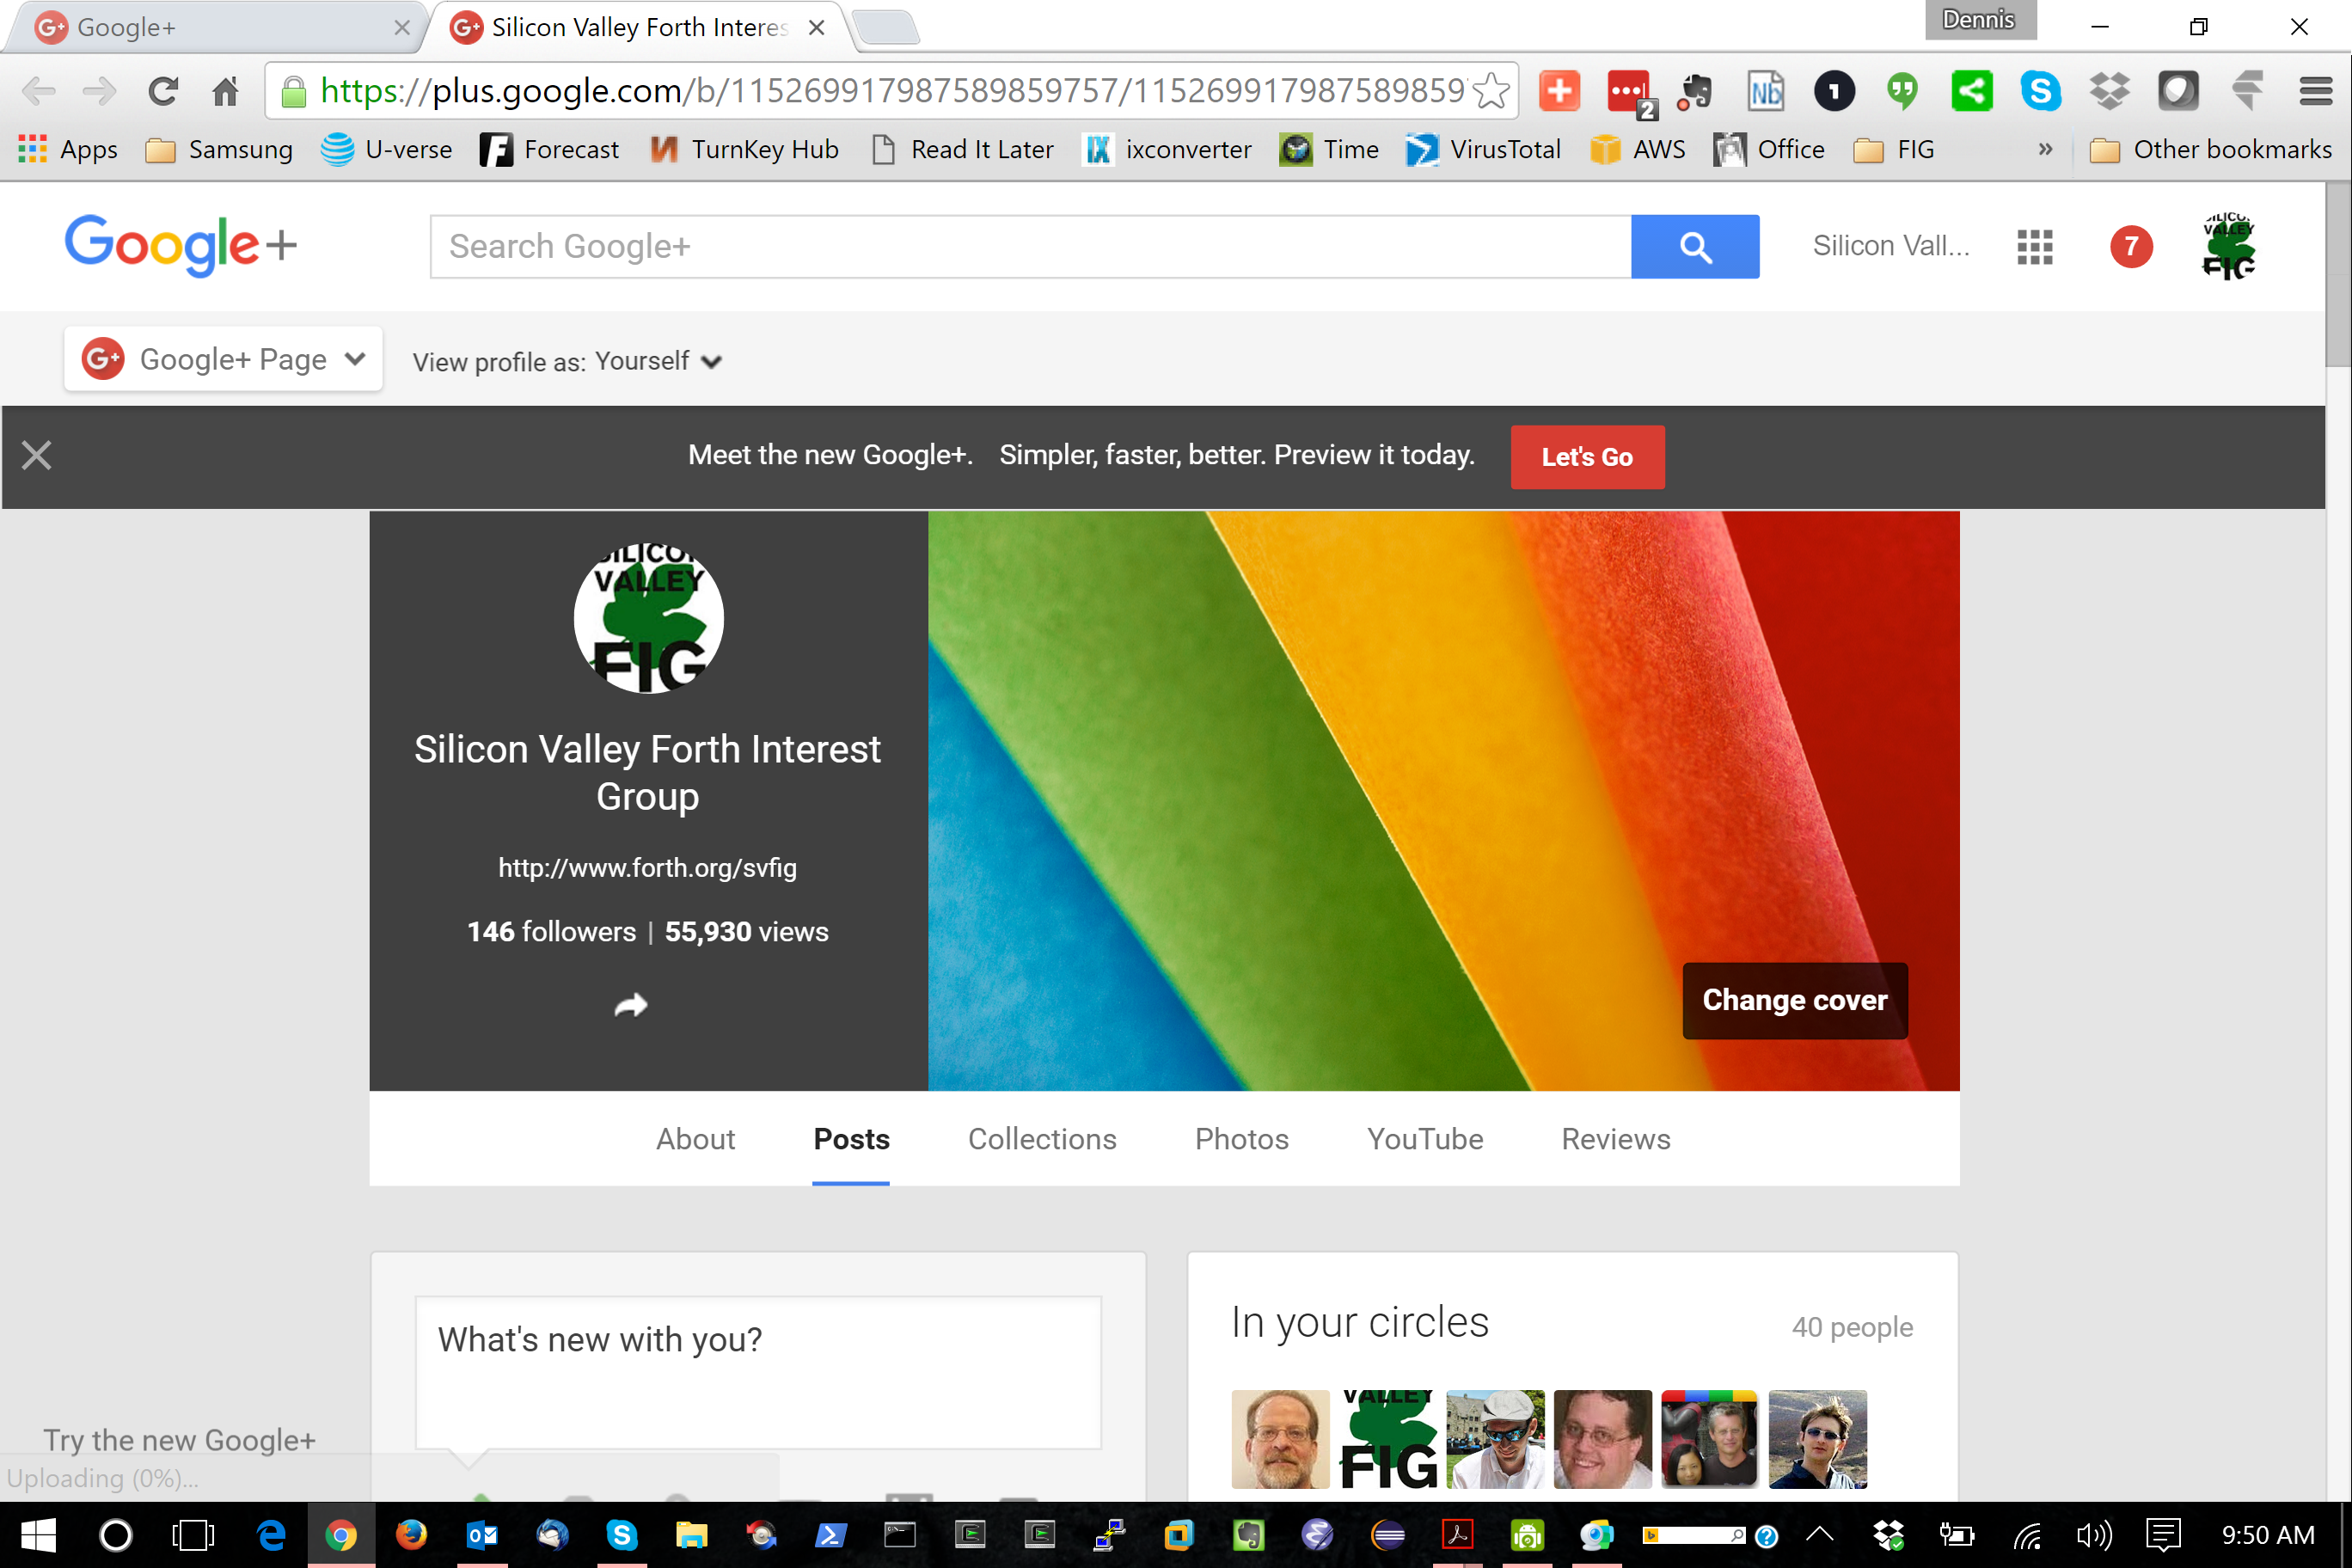 Google+
Silicon Valley Forth Interes
Dennis
https://plus.google.com/b/115269917987589859757/115269917987589859
2
1
Apps
Samsung
U-verse
Forecast
TurnKey Hub
Read It Later
ixconverter
Time
VirusTotal
AWS
Office
FIG
»
Other bookmarks
Google+
Search Google+
Silicon Vall...
7
VALLEY
FIG
Google+ Page
View profile as: Yourself
Meet the new Google+. Simpler, faster, better. Preview it today.
Let's Go
SILICON
VALLEY
FIG
Silicon Valley Forth Interest
Group
http://www.forth.org/svfig
146 followers | 55,930 views
Change cover
About
Posts
Collections
Photos
YouTube
Reviews
What's new with you?
In your circles
40 people
VALLEY
FIG
Try the new Google+
Uploading (0%)...
9:50 AM